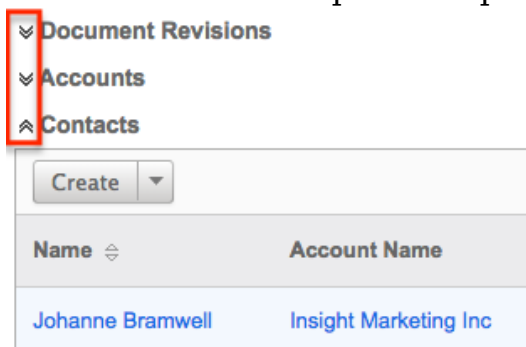 Document Revisions
Accounts
Contacts
Create
Name Account Name
Johanne Bramwell Insight Marketing Inc